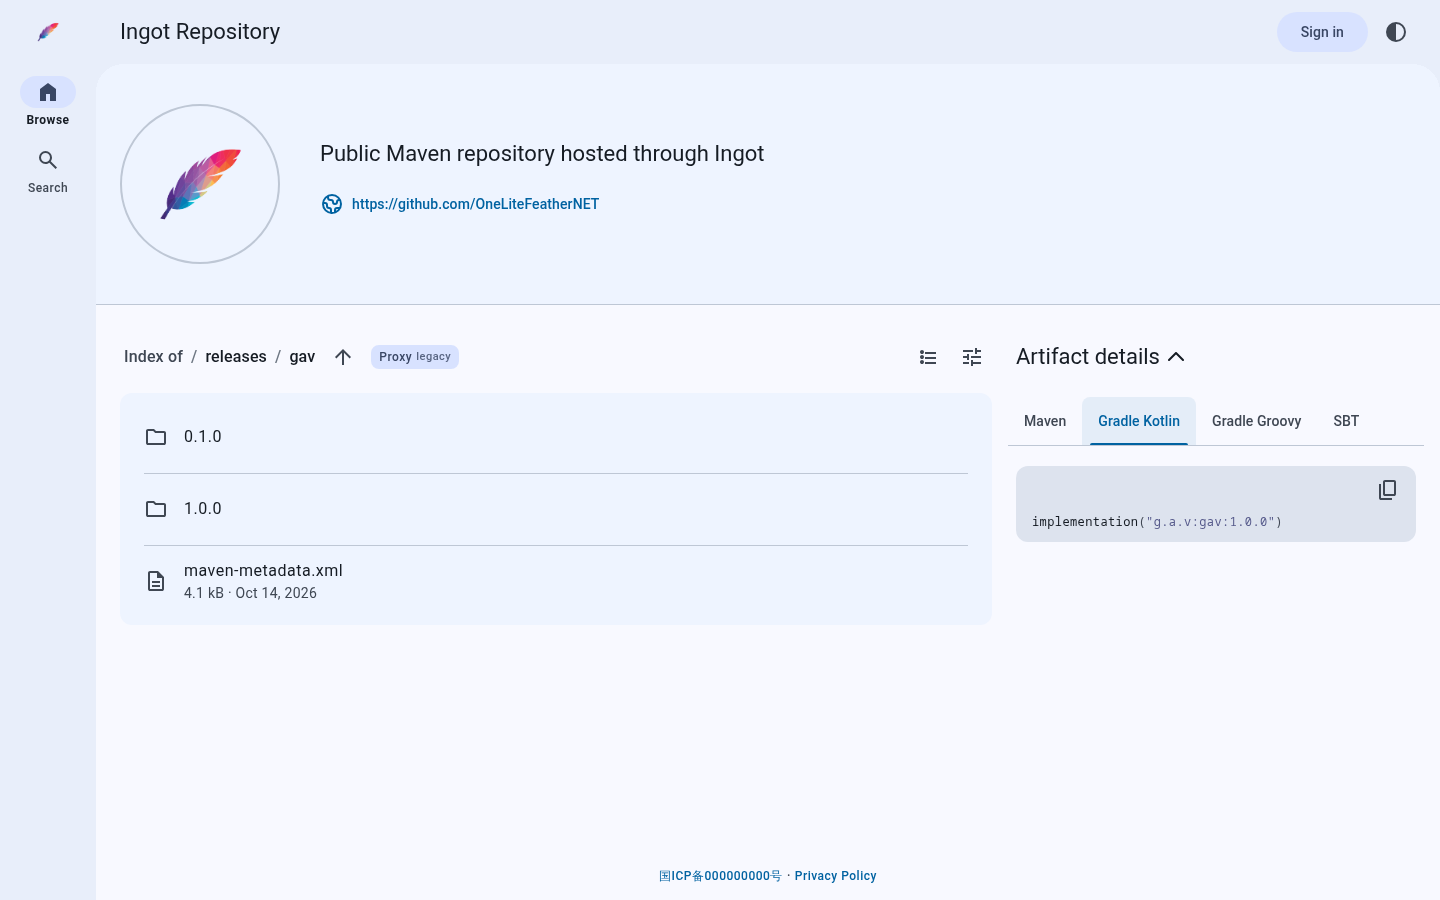 Ingot Repository
Sign in
Browse
Search
Public Maven repository hosted through Ingot
https://github.com/OneLiteFeatherNET
Index of / releases / gav
Proxy legacy
Artifact details
0.1.0
1.0.0
maven-metadata.xml
4.1 kB · Oct 14, 2026
Maven
Gradle Kotlin
Gradle Groovy
SBT
implementation("g.a.v:gav:1.0.0")
国ICP备000000000号 · Privacy Policy